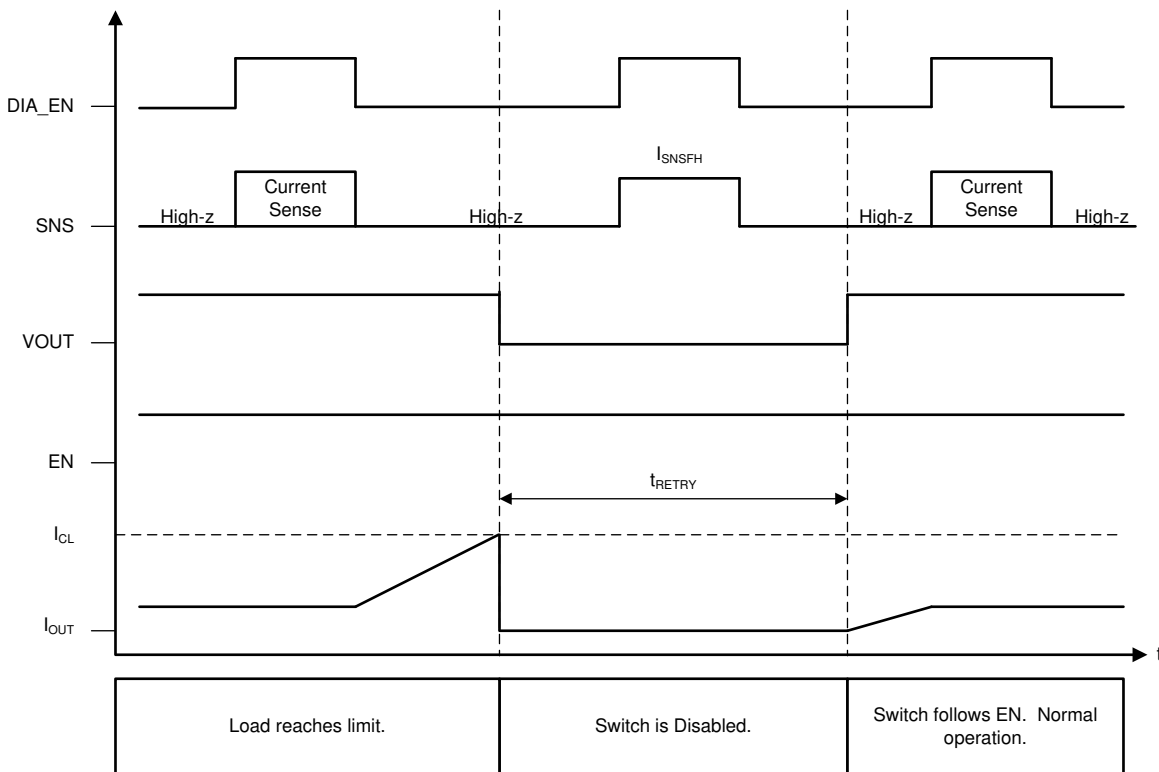 DIA_EN
I_SNSFH
Current
Sense
Current
Sense
High-z
High-z
High-z
High-z
SNS
VOUT
EN
t_RETRY
I_CL
I_OUT
t
Load reaches limit.
Switch is Disabled.
Switch follows EN. Normal
operation.